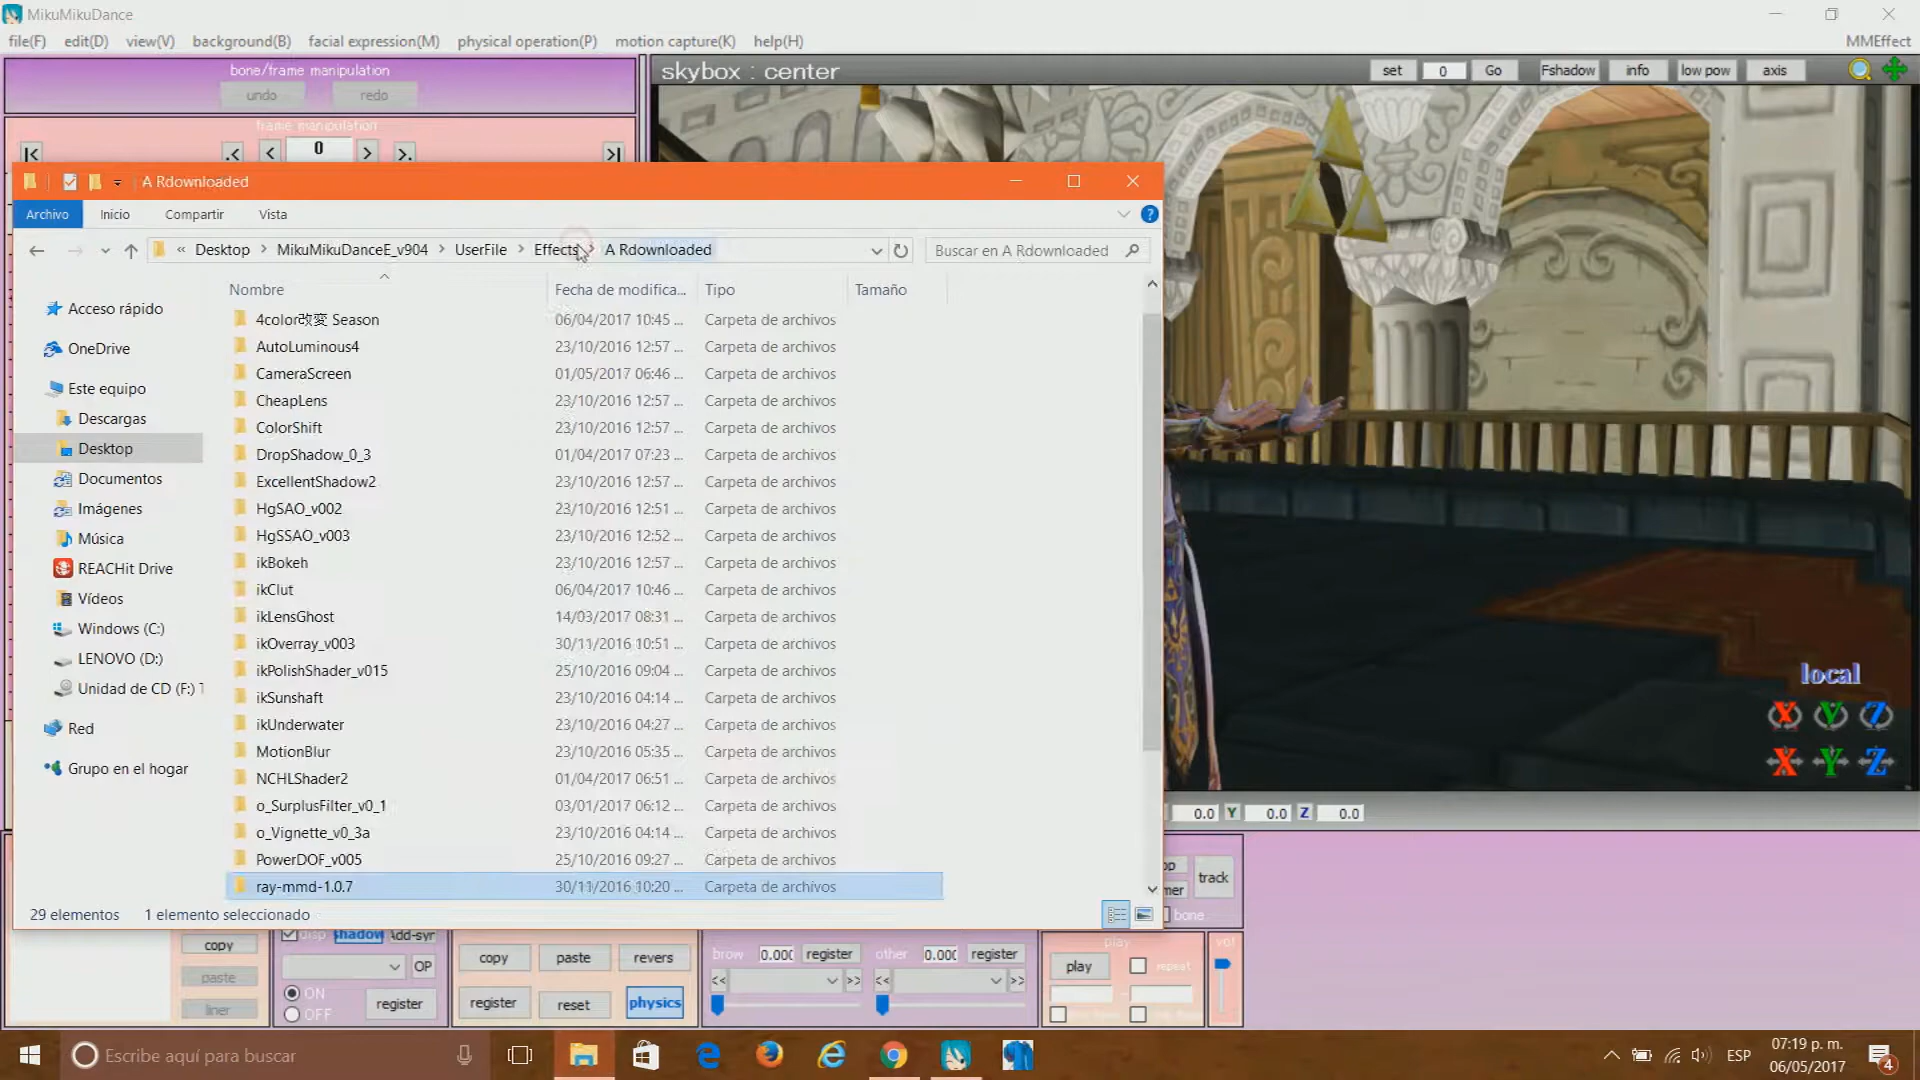 MikuMikuDance
file(F) edit(D) view(V) background(B) facial expression(M) physical operation(P) motion capture(K) help(H) MMEffect
bone/frame manipulation
undo redo
frame manipulation
0
skybox : center
set 0 Go Fshadow info low pow axis
A Rdownloaded
Archivo Inicio Compartir Vista
« Desktop MikuMikuDanceE_v904 UserFile Effects A Rdownloaded
Buscar en A Rdownloaded
Nombre Fecha de modifica... Tipo Tamaño
Acceso rápido
OneDrive
Este equipo
Descargas
Desktop
Documentos
Imágenes
Música
REACHit Drive
Vídeos
Windows (C:)
LENOVO (D:)
Unidad de CD (F:)
Red
Grupo en el hogar
4color改変 Season 06/04/2017 10:45 ... Carpeta de archivos
AutoLuminous4 23/10/2016 12:57 ... Carpeta de archivos
CameraScreen 01/05/2017 06:46 ... Carpeta de archivos
CheapLens 23/10/2016 12:57 ... Carpeta de archivos
ColorShift 23/10/2016 12:57 ... Carpeta de archivos
DropShadow_0_3 01/04/2017 07:23 ... Carpeta de archivos
ExcellentShadow2 23/10/2016 12:57 ... Carpeta de archivos
HgSAO_v002 23/10/2016 12:51 ... Carpeta de archivos
HgSSAO_v003 23/10/2016 12:52 ... Carpeta de archivos
ikBokeh 23/10/2016 12:57 ... Carpeta de archivos
ikClut 06/04/2017 10:46 ... Carpeta de archivos
ikLensGhost 14/03/2017 08:31 ... Carpeta de archivos
ikOverray_v003 30/11/2016 10:51 ... Carpeta de archivos
ikPolishShader_v015 25/10/2016 09:04 ... Carpeta de archivos
ikSunshaft 23/10/2016 04:14 ... Carpeta de archivos
ikUnderwater 23/10/2016 04:27 ... Carpeta de archivos
MotionBlur 23/10/2016 05:35 ... Carpeta de archivos
NCHLShader2 01/04/2017 06:51 ... Carpeta de archivos
o_SurplusFilter_v0_1 03/01/2017 06:12 ... Carpeta de archivos
o_Vignette_v0_3a 23/10/2016 04:14 ... Carpeta de archivos
PowerDOF_v005 25/10/2016 09:27 ... Carpeta de archivos
ray-mmd-1.0.7 30/11/2016 10:20 ... Carpeta de archivos
29 elementos 1 elemento seleccionado
local
X Y Z
X Y Z
0.0 Y 0.0 Z 0.0
track
bone
copy
paste
liner
disp shadow Add-syn
OP
ON
OFF
register
copy paste revers
register reset physics
brow 0.000 register other 0.000 register
<< >> << >>
play
play repeat
vol
Escribe aquí para buscar
ESP
07:19 p. m.
06/05/2017
4